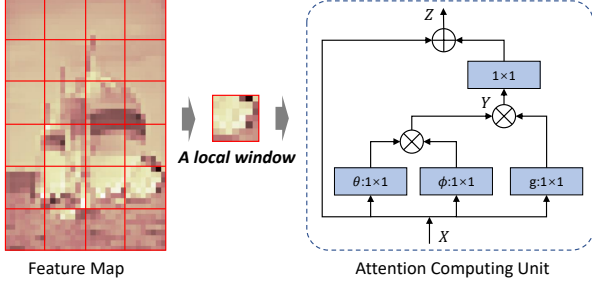 Z
1×1
Y
A local window
θ:1×1
ϕ:1×1
g:1×1
X
Feature Map
Attention Computing Unit